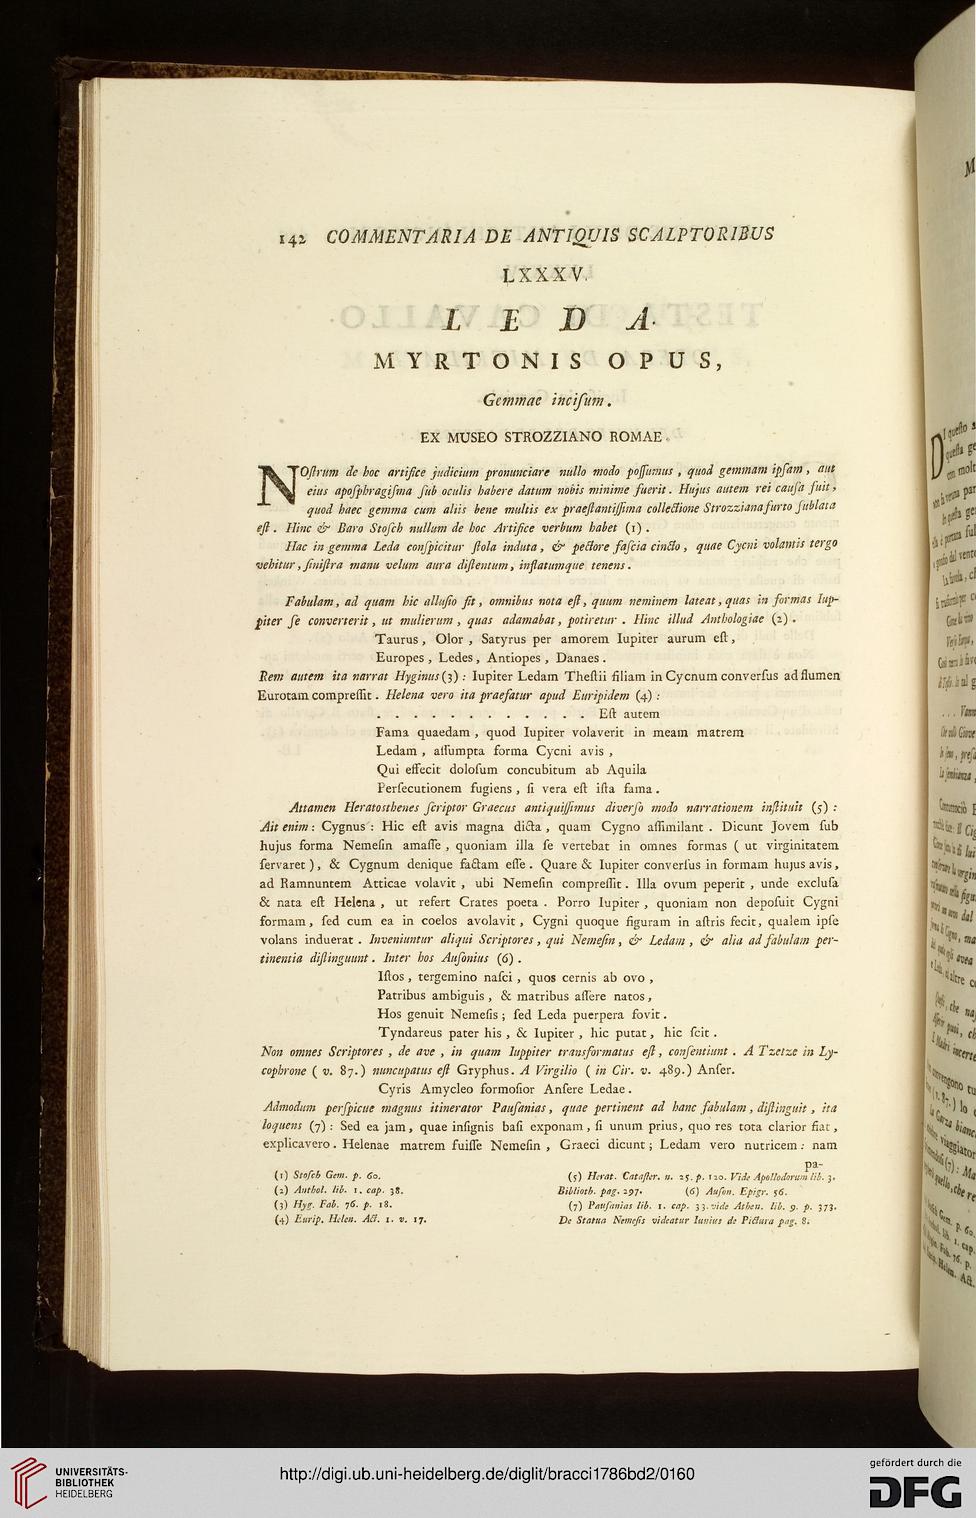 142 COMMENTARIA DE ANTIQUIS SCALPTORIBUS
LXXXV.
LEDA.
MYRTONIS OPUS,
Gemmae inciſum.
EX MUSEO STROZZIANO ROMAE.
NOſtrum de hoc artifice judicium pronunciare nullo modo poſſumus, quod gemmam ipſam, aut
eius apoſphragiſma ſub oculis habere datum nobis minime fuerit. Hujus autem rei cauſa fuit,
quod haec gemma cum aliis bene multis ex praeſtantiſſima collectione Strozziana furto ſublata
eſt. Hinc & Baro Stoſch nullum de hoc Artifice verbum habet (1).
Hac in gemma Leda conſpicitur ſtola induta, & pectore faſcia cincto, quae Cycni volantis tergo
vehitur, ſiniſtra manu velum aura diſtentum, inflatumque tenens.
Fabulam, ad quam hic alluſio fit, omnibus nota eſt, quum neminem lateat, quas in formas Iup-
piter ſe converterit, ut mulierum, quas adamabat, potiretur. Hinc illud Anthologiae (2).
Taurus, Olor, Satyrus per amorem Iupiter aurum eſt,
Europes, Ledes, Antiopes, Danaes.
Rem autem ita narrat Hyginus (3): Iupiter Ledam Theſtii filiam in Cycnum converſus ad flumen
Eurotam compreſſit. Helena vero ita praefatur apud Euripidem (4):
. . . . . . . . . . . . Eſt autem
Fama quaedam, quod Iupiter volaverit in meam matrem
Ledam, aſſumpta forma Cycni avis,
Qui effecit doloſum concubitum ab Aquila
Perſecutionem fugiens, ſi vera eſt iſta fama.
Attamen Heratosthenes ſcriptor Graecus antiquiſſimus diverſo modo narrationem inſtituit (5):
Ait enim: Cygnus: Hic eſt avis magna dicta, quam Cygno aſſimilant. Dicunt Jovem ſub
hujus forma Nemeſin amaſſe, quoniam illa ſe vertebat in omnes formas (ut virginitatem
ſervaret), & Cygnum denique factam eſſe. Quare & Iupiter converſus in formam hujus avis,
ad Ramnuntem Atticae volavit, ubi Nemeſin compreſſit. Illa ovum peperit, unde excluſa
& nata eſt Helena, ut refert Crates poeta. Porro Iupiter, quoniam non depoſuit Cygni
formam, ſed cum ea in coelos avolavit, Cygni quoque figuram in aſtris fecit, qualem ipſe
volans induerat. Inveniuntur aliqui Scriptores, qui Nemeſin, & Ledam, & alia ad fabulam per-
tinentia diſtinguunt. Inter hos Auſonius (6).
Iſtos, tergemino naſci, quos cernis ab ovo,
Patribus ambiguis, & matribus aſſere natos,
Hos genuit Nemeſis; ſed Leda puerpera fovit.
Tyndareus pater his, & Iupiter, hic putat, hic ſcit.
Non omnes Scriptores, de ave, in quam Iuppiter transformatus eſt, conſentiunt. A Tzetze in Ly-
cophrone (v. 87.) nuncupatus eſt Gryphus. A Virgilio (in Cir. v. 489.) Anſer.
Cyris Amycleo formoſior Anſere Ledae.
Admodum perſpicue magnus itinerator Pauſanias, quae pertinent ad hanc fabulam, diſtinguit, ita
loquens (7): Sed ea jam, quae inſignis baſi exponam, ſi unum prius, quo res tota clarior fiat,
explicavero. Helenae matrem fuiſſe Nemeſin, Graeci dicunt; Ledam vero nutricem: nam
pa-
(1) Stoſch Gem. p. 60.
(2) Anthol. lib. 1. cap. 38.
(3) Hyg. Fab. 76. p. 18.
(4) Eurip. Helen. Act. 1. v. 17.
(5) Herat. Cataſter. n. 25. p. 120. Vide Apollodorum lib. 3.
Biblioth. pag. 297. (6) Auſon. Epigr. 56.
(7) Pauſanias lib. 1. cap. 33. vide Athen. lib. 9. p. 373.
De Statua Nemeſis videatur Iunius de Pictura pag. 8.
UNIVERSITÄTS-
BIBLIOTHEK
HEIDELBERG
http://digi.ub.uni-heidelberg.de/diglit/bracci1786bd2/0160
gefördert durch die
DFG